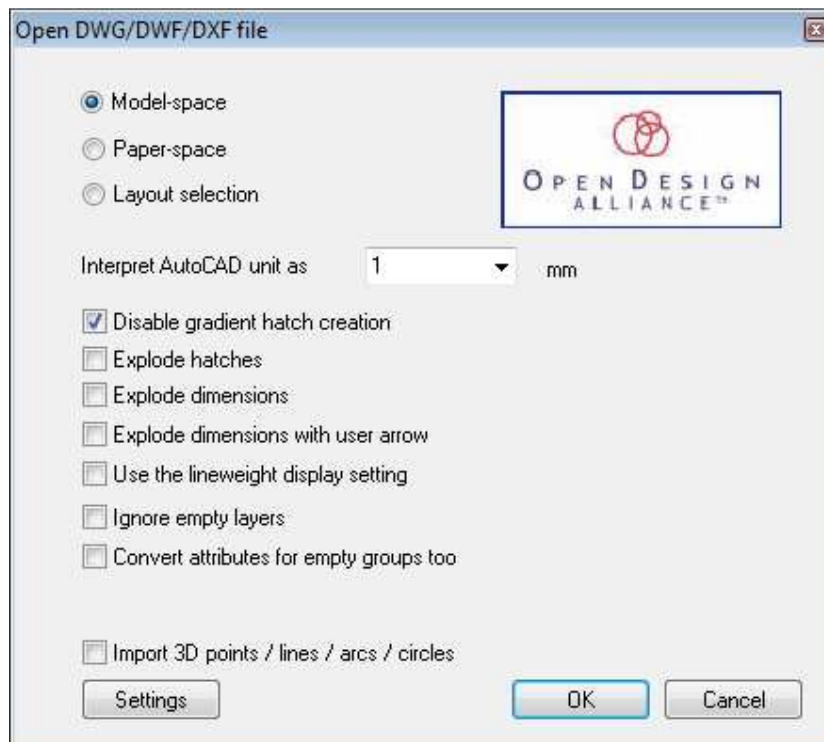 Open DWG/DWF/DXF file
Model-space
Paper-space
Layout selection
OPEN DESIGN
ALLIANCE™
Interpret AutoCAD unit as 1 mm
Disable gradient hatch creation
Explode hatches
Explode dimensions
Explode dimensions with user arrow
Use the lineweight display setting
Ignore empty layers
Convert attributes for empty groups too
Import 3D points / lines / arcs / circles
Settings OK Cancel